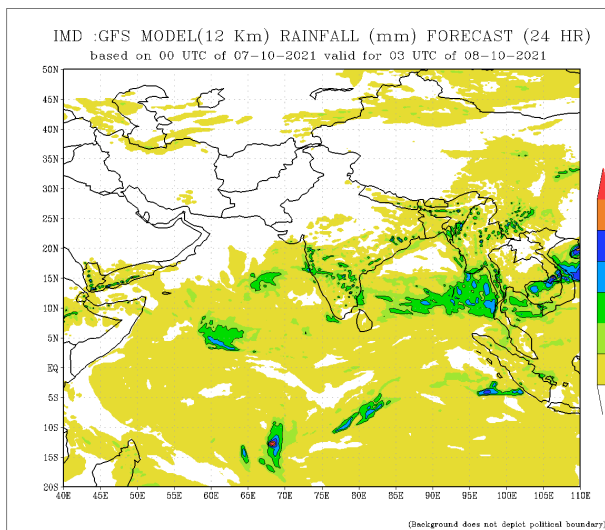 IMD :GFS MODEL(12 Km) RAINFALL (mm) FORECAST (24 HR)
based on 00 UTC of 07-10-2021 valid for 03 UTC of 08-10-2021
50N
45N
40N
35N
30N
25N
20N
15N
10N
5N
EQ
5S
10S
15S
20S
40E 45E 50E 55E 60E 65E 70E 75E 80E 85E 90E 95E 100E 105E 110E
(Background does not depict political boundary)